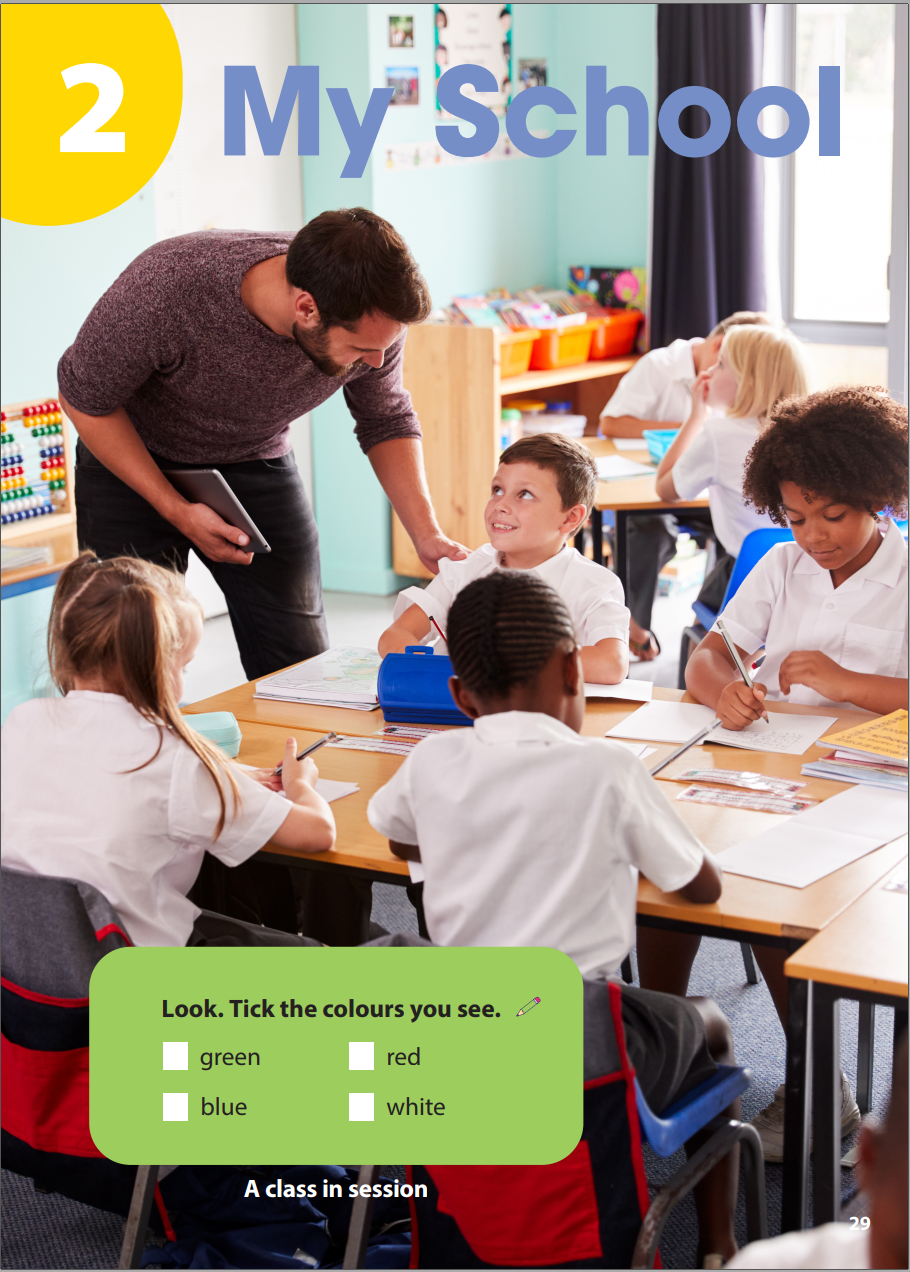 2
My School
Look. Tick the colours you see.
green
red
blue
white
A class in session
29